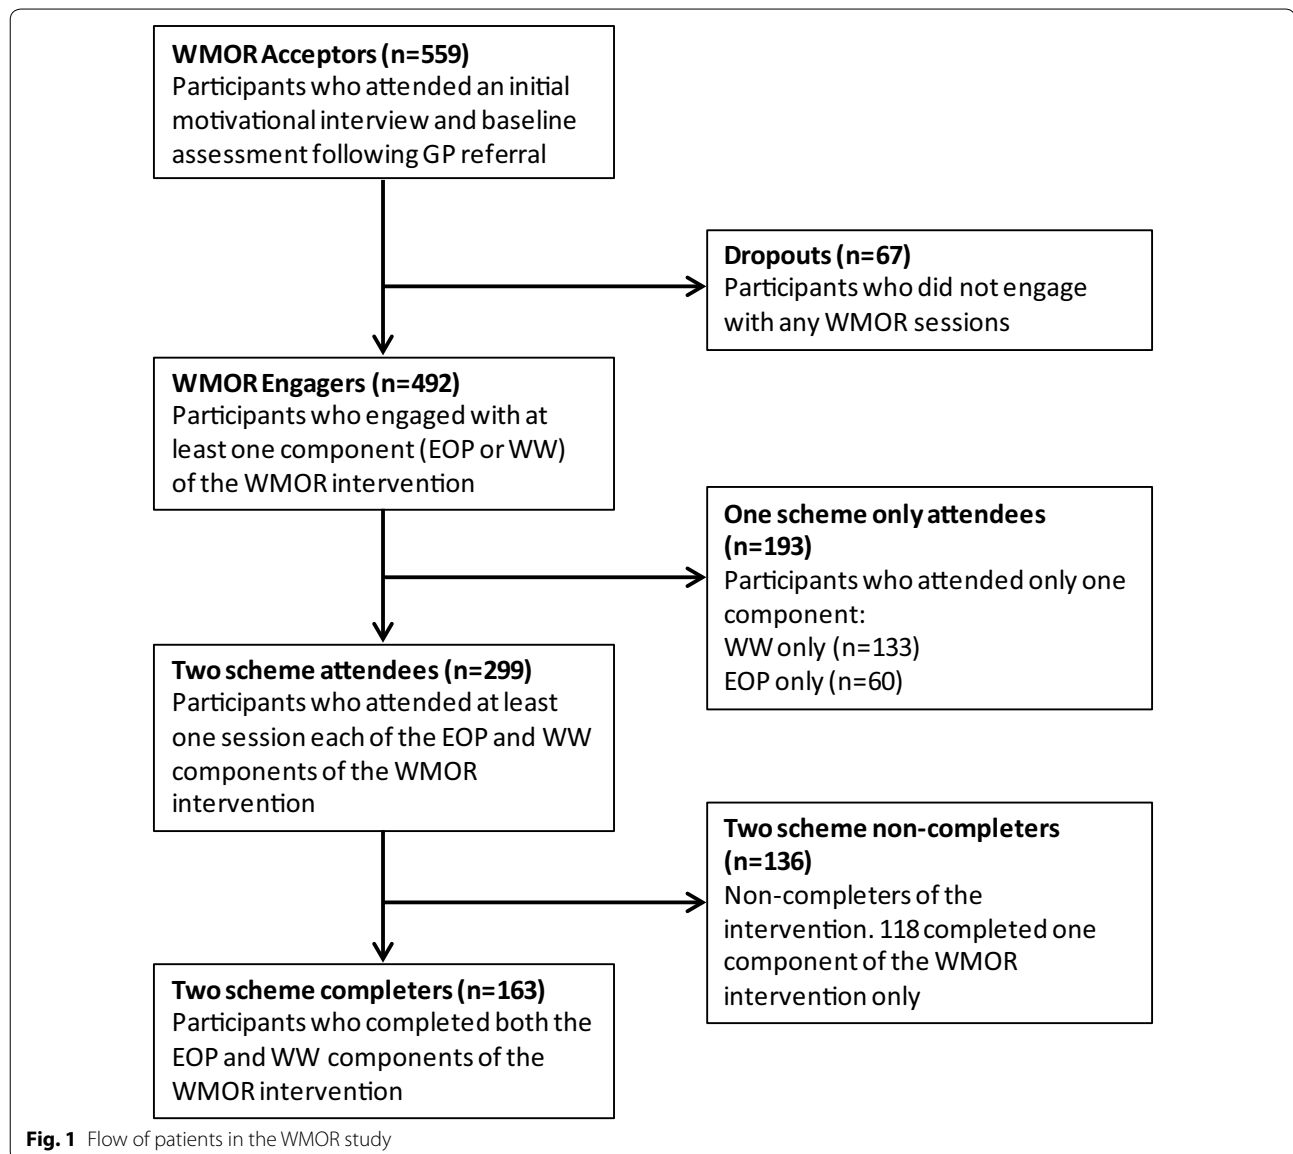 WMOR Acceptors (n=559)
Participants who attended an initial
motivational interview and baseline
assessment following GP referral
Dropouts (n=67)
Participants who did not engage
with any WMOR sessions
WMOR Engagers (n=492)
Participants who engaged with at
least one component (EOP or WW)
of the WMOR intervention
One scheme only attendees
(n=193)
Participants who attended only one
component:
WW only (n=133)
EOP only (n=60)
Two scheme attendees (n=299)
Participants who attended at least
one session each of the EOP and WW
components of the WMOR
intervention
Two scheme non-completers
(n=136)
Non-completers of the
intervention. 118 completed one
component of the WMOR
intervention only
Two scheme completers (n=163)
Participants who completed both the
EOP and WW components of the
WMOR intervention
Fig. 1 Flow of patients in the WMOR study